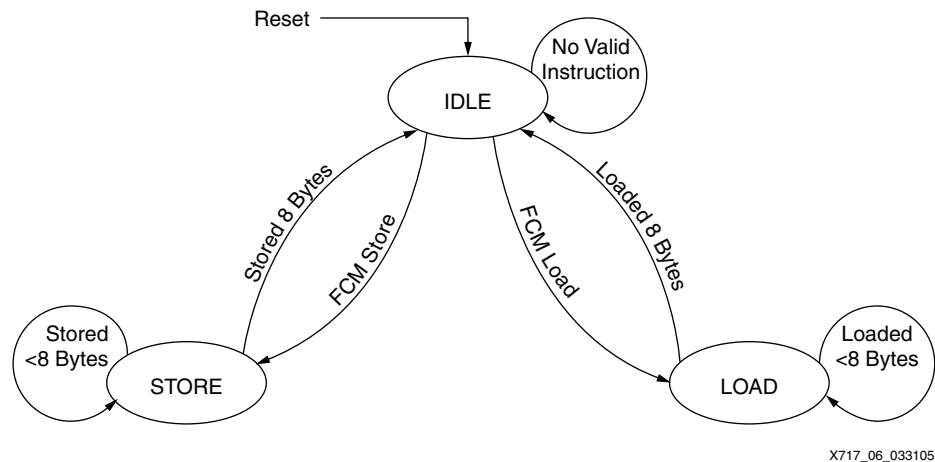 Reset
No Valid
Instruction
IDLE
Stored 8 Bytes
FCM Store
FCM Load
Loaded 8 Bytes
Stored
<8 Bytes
STORE
Loaded
<8 Bytes
LOAD
X717_06_033105